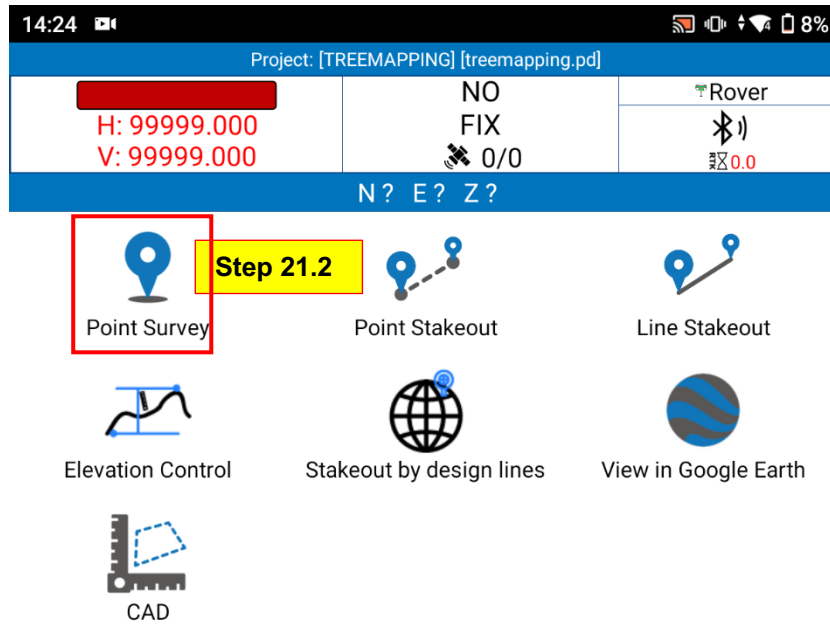 14:24 8%
Project: [TREEMAPPING] [treemapping.pd]
H: 99999.000
V: 99999.000
NO
FIX
0/0
Rover
RTK 0.0
N? E? Z?
Step 21.2
Point Survey
Point Stakeout
Line Stakeout
Elevation Control
Stakeout by design lines
View in Google Earth
CAD